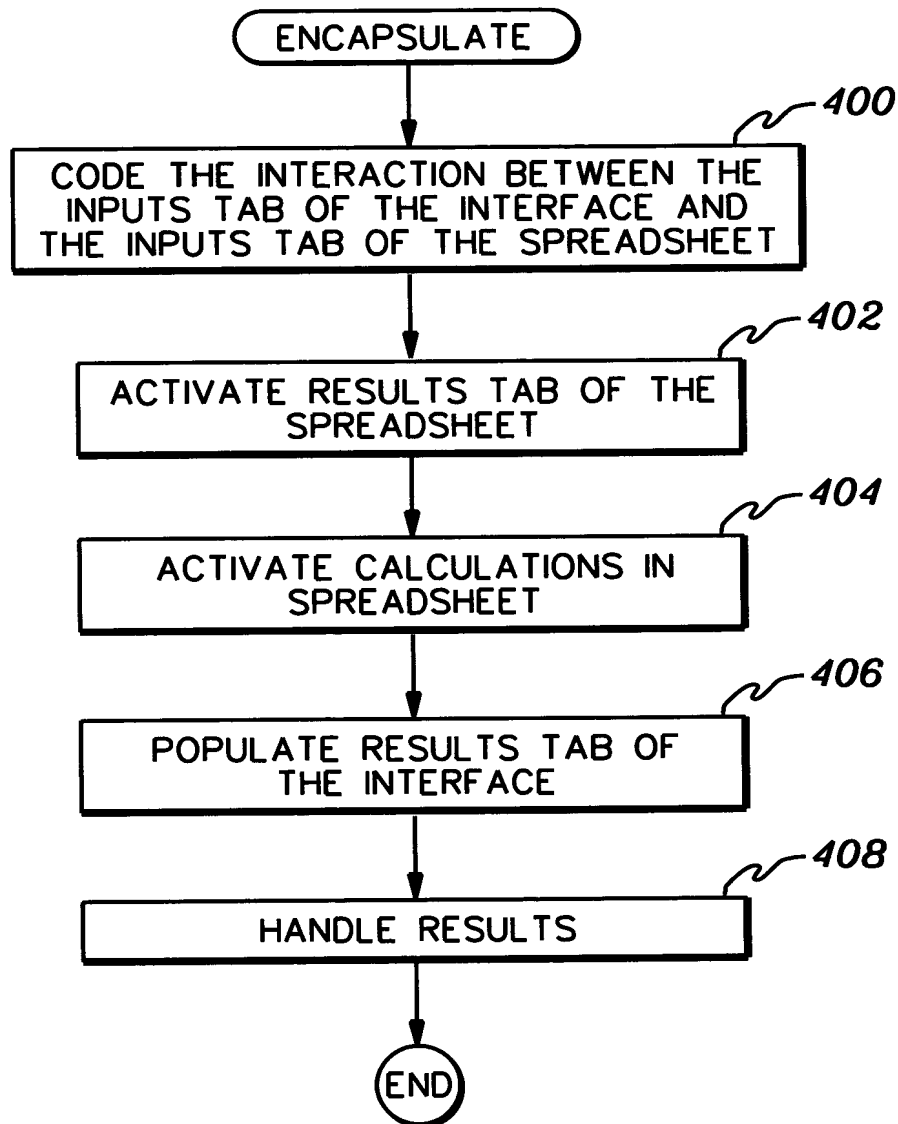 ENCAPSULATE
400
CODE THE INTERACTION BETWEEN THE
INPUTS TAB OF THE INTERFACE AND
THE INPUTS TAB OF THE SPREADSHEET
402
ACTIVATE RESULTS TAB OF THE
SPREADSHEET
404
ACTIVATE CALCULATIONS IN
SPREADSHEET
406
POPULATE RESULTS TAB OF
THE INTERFACE
408
HANDLE RESULTS
END